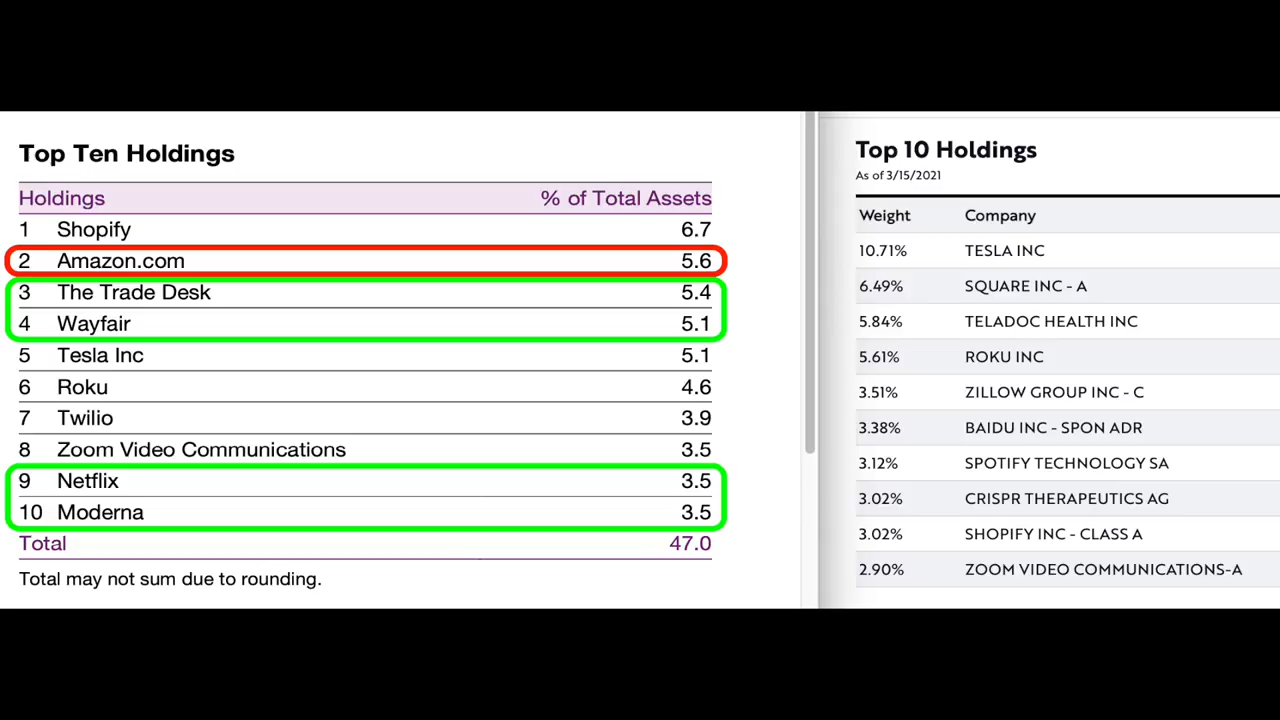 Top Ten Holdings
Holdings % of Total Assets
1 Shopify 6.7
2 Amazon.com 5.6
3 The Trade Desk 5.4
4 Wayfair 5.1
5 Tesla Inc 5.1
6 Roku 4.6
7 Twilio 3.9
8 Zoom Video Communications 3.5
9 Netflix 3.5
10 Moderna 3.5
Total 47.0
Total may not sum due to rounding.
Top 10 Holdings
As of 3/15/2021
Weight Company
10.71% TESLA INC
6.49% SQUARE INC - A
5.84% TELADOC HEALTH INC
5.61% ROKU INC
3.51% ZILLOW GROUP INC - C
3.38% BAIDU INC - SPON ADR
3.12% SPOTIFY TECHNOLOGY SA
3.02% CRISPR THERAPEUTICS AG
3.02% SHOPIFY INC - CLASS A
2.90% ZOOM VIDEO COMMUNICATIONS-A